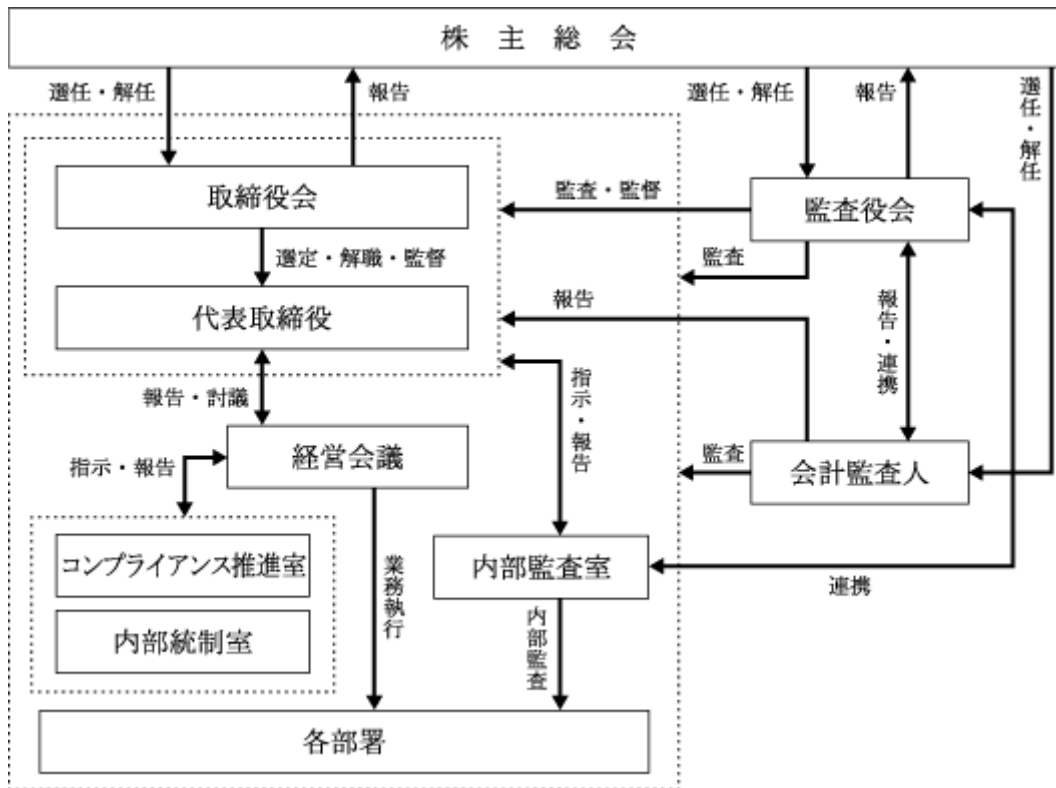 株主総会
選任・解任
報告
選任・解任
報告
選任・解任
取締役会
監査・監督
監査役会
選定・解職・監督
監査
代表取締役
報告
報告・連携
報告・討議
指示・報告
経営会議
指示・報告
監査
会計監査人
コンプライアンス推進室
業務執行
内部監査室
連携
内部統制室
内部監査
各部署